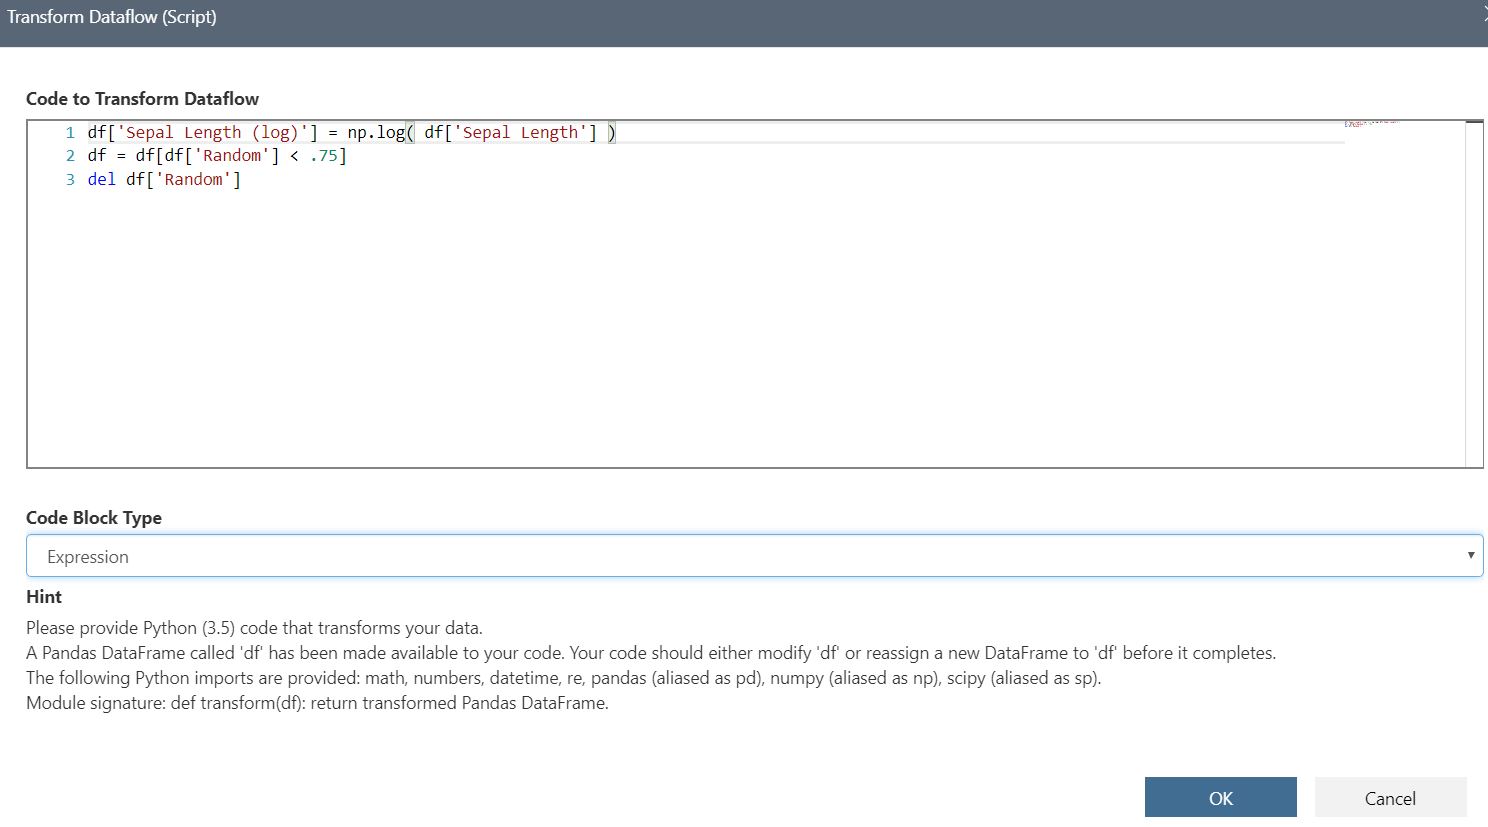 Transform Dataflow (Script)
Code to Transform Dataflow
1 df['Sepal Length (log)'] = np.log( df['Sepal Length'] )
2 df = df[df['Random'] < .75]
3 del df['Random']
Code Block Type
Expression
Hint
Please provide Python (3.5) code that transforms your data.
A Pandas DataFrame called 'df' has been made available to your code. Your code should either modify 'df' or reassign a new DataFrame to 'df' before it completes.
The following Python imports are provided: math, numbers, datetime, re, pandas (aliased as pd), numpy (aliased as np), scipy (aliased as sp).
Module signature: def transform(df): return transformed Pandas DataFrame.
OK
Cancel